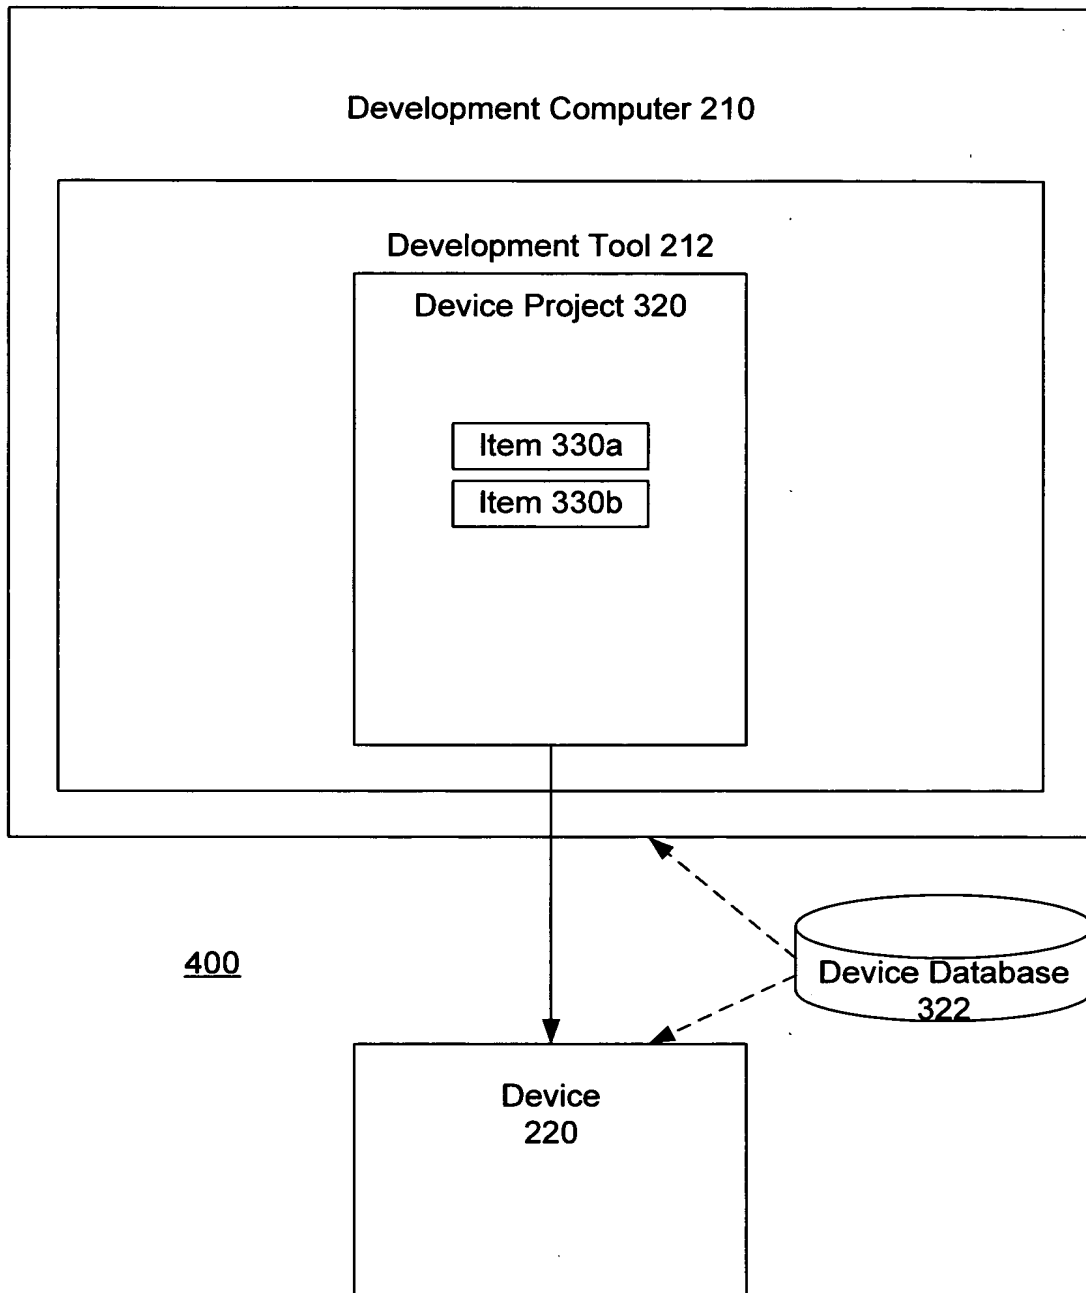 Development Computer 210
Development Tool 212
Device Project 320
Item 330a
Item 330b
400
Device Database
322
Device
220